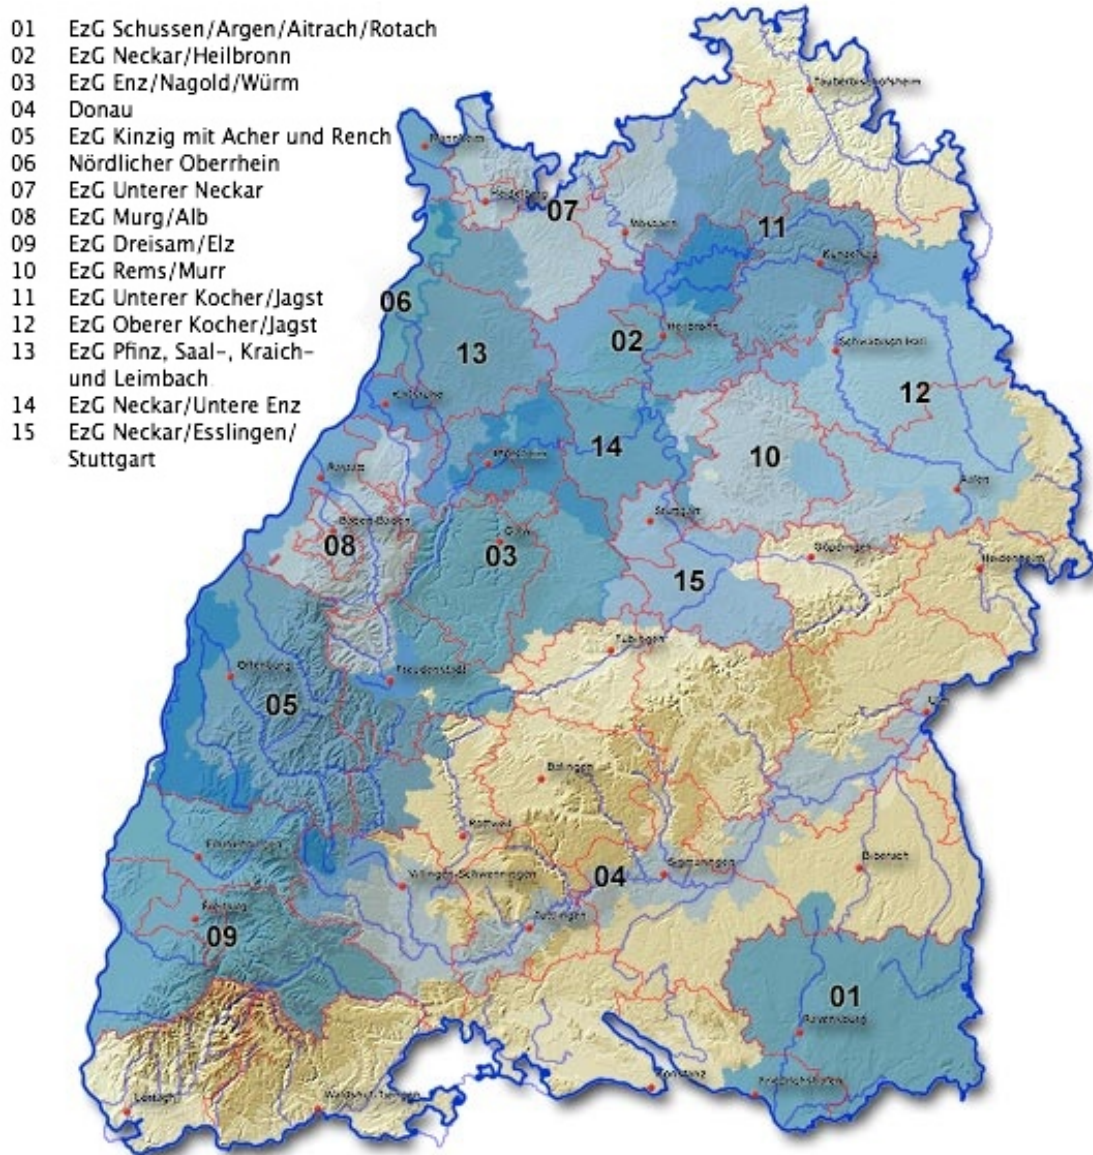 01 EzG Schussen/Argen/Aitrach/Rotach
02 EzG Neckar/Heilbronn
03 EzG Enz/Nagold/Würm
04 Donau
05 EzG Kinzig mit Acher und Rench
06 Nördlicher Oberrhein
07 EzG Unterer Neckar
08 EzG Murg/Alb
09 EzG Dreisam/Elz
10 EzG Rems/Murr
11 EzG Unterer Kocher/Jagst
12 EzG Oberer Kocher/Jagst
13 EzG Pfinz, Saal-, Kraich-
und Leimbach
14 EzG Neckar/Untere Enz
15 EzG Neckar/Esslingen/
Stuttgart
Tauberbischofsheim
Mannheim
Heidelberg
07
Mosbach
11
Künzelsau
06
02
Heilbronn
13
Schwäbisch Hall
12
Karlsruhe
14
10
Pforzheim
Rastatt
Aalen
Stuttgart
Baden-Baden
08
Calw
03
Göppingen
Heidenheim
15
Tübingen
Offenburg
Freudenstadt
05
Ulm
Balingen
Rottweil
Emmendingen
Biberach
Sigmaringen
04
Villingen-Schwenningen
Freiburg
Tuttlingen
09
01
Ravensburg
Konstanz
Friedrichshafen
Lörrach
Waldshut-Tiengen